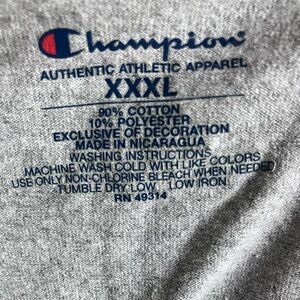 Champion
AUTHENTIC ATHLETIC APPAREL
XXXL
90% COTTON
10% POLYESTER
EXCLUSIVE OF DECORATION
MADE IN NICARAGUA
WASHING INSTRUCTIONS
MACHINE WASH COLD WITH LIKE COLORS
USE ONLY NON-CHLORINE BLEACH WHEN NEEDED
TUMBLE DRY LOW LOW IRON
RN 49314